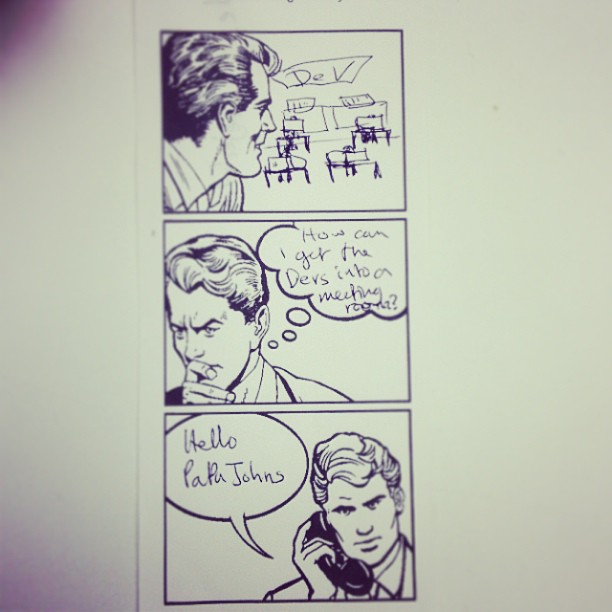 DeV
How can
i get the
Devs into a
meeting
room?
Hello
PaPa Johns